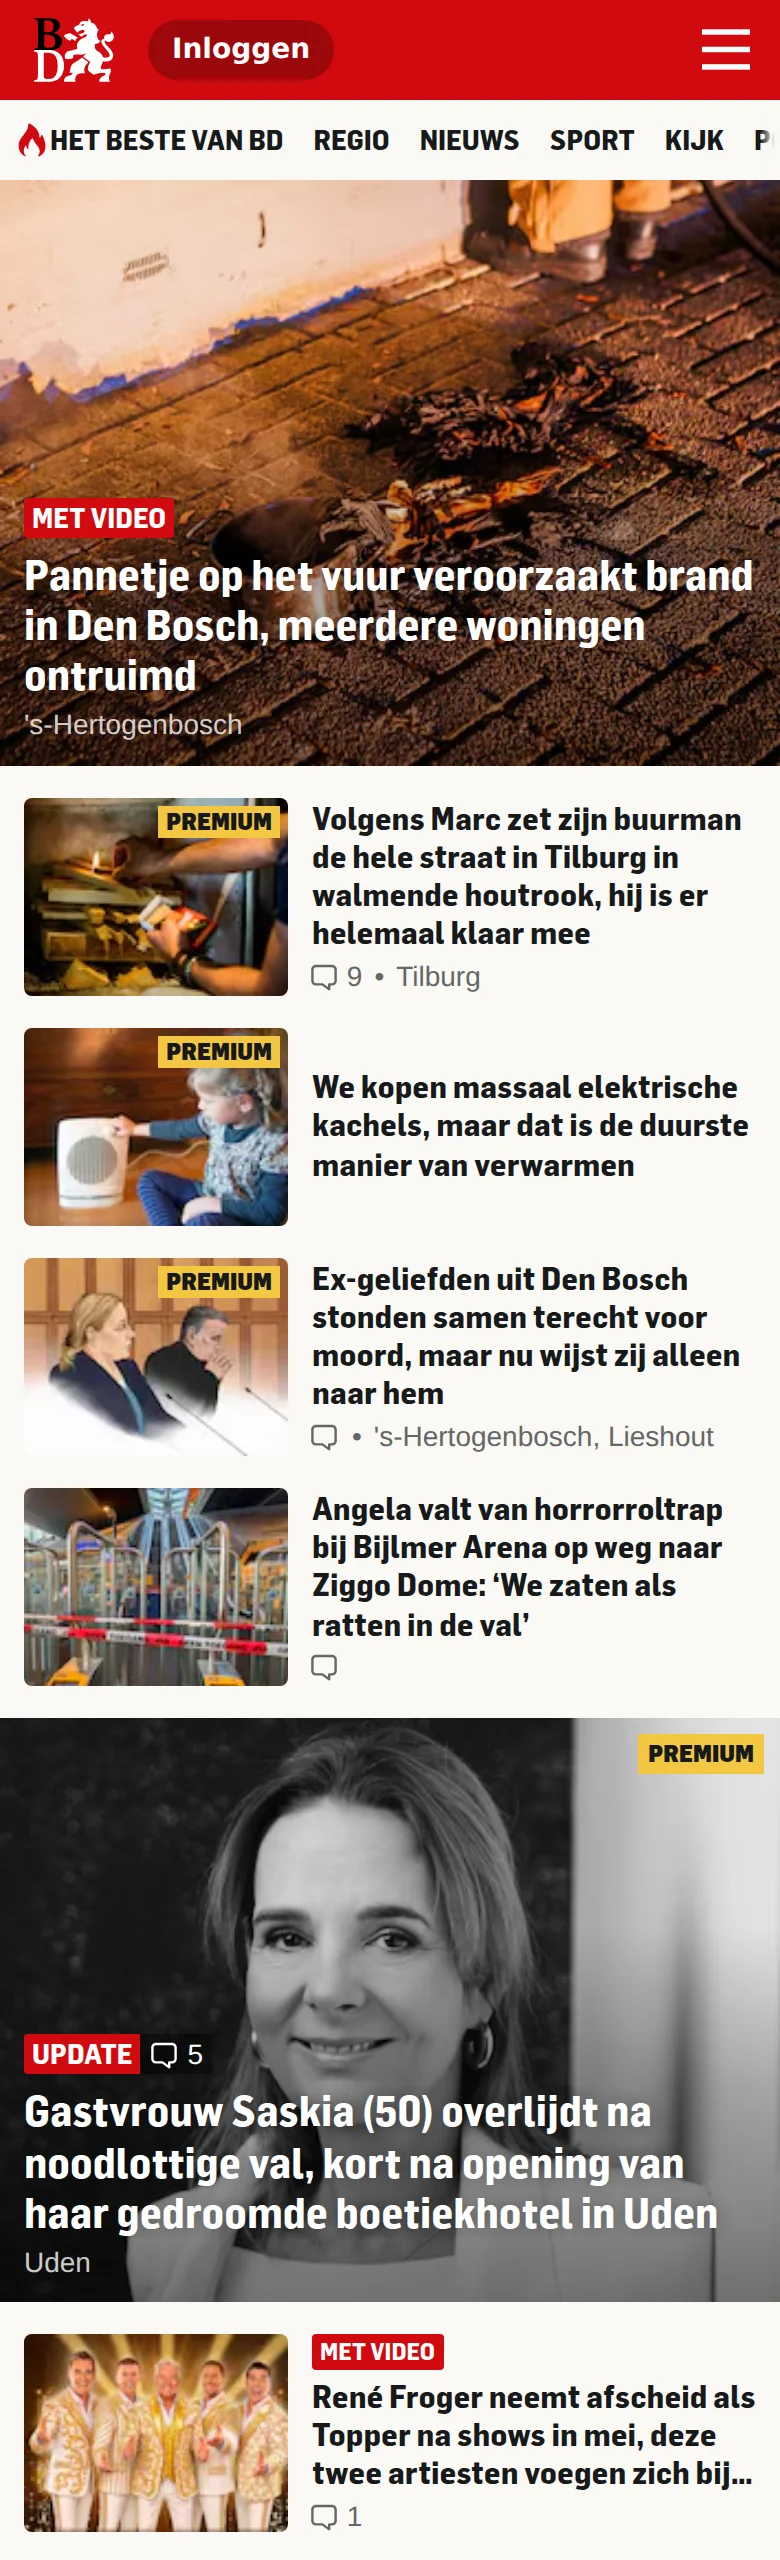 B
D
Inloggen
HET BESTE VAN BD REGIO NIEUWS SPORT KIJK
MET VIDEO
Pannetje op het vuur veroorzaakt brand
in Den Bosch, meerdere woningen
ontruimd
's-Hertogenbosch
PREMIUM
Volgens Marc zet zijn buurman
de hele straat in Tilburg in
walmende houtrook, hij is er
helemaal klaar mee
9 • Tilburg
PREMIUM
We kopen massaal elektrische
kachels, maar dat is de duurste
manier van verwarmen
PREMIUM
Ex-geliefden uit Den Bosch
stonden samen terecht voor
moord, maar nu wijst zij alleen
naar hem
• 's-Hertogenbosch, Lieshout
Angela valt van horrorroltrap
bij Bijlmer Arena op weg naar
Ziggo Dome: ‘We zaten als
ratten in de val’
PREMIUM
UPDATE 5
Gastvrouw Saskia (50) overlijdt na
noodlottige val, kort na opening van
haar gedroomde boetiekhotel in Uden
Uden
MET VIDEO
René Froger neemt afscheid als
Topper na shows in mei, deze
twee artiesten voegen zich bij...
1